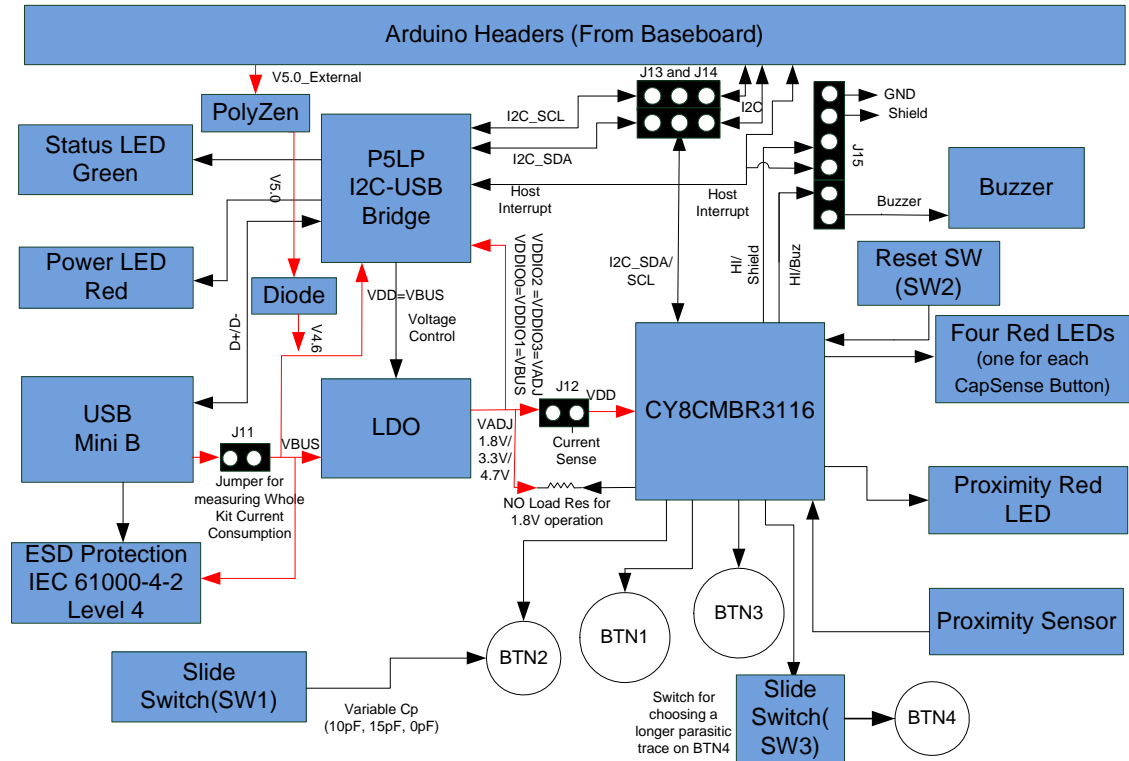 Arduino Headers (From Baseboard)
V5.0_External
J13 and J14
I2C
GND
Shield
J15
PolyZen
I2C_SCL
I2C_SDA
Status LED
Green
P5LP
I2C-USB
Bridge
V5.0
Host
Interrupt
Host
Interrupt
Buzzer
Buzzer
Power LED
Red
Diode
VDD=VBUS
V4.6
D+/D-
Voltage
Control
VDDIO2 =VDDIO3=VADJ
VDDIO0=VDDIO1=VBUS
I2C_SDA/
SCL
HI/
Shield
HI/Buz
Reset SW
(SW2)
Four Red LEDs
(one for each
CapSense Button)
USB
Mini B
J11
VBUS
LDO
VADJ
1.8V/
3.3V/
4.7V
J12
VDD
Current
Sense
CY8CMBR3116
Jumper for
measuring Whole
Kit Current
Consumption
NO Load Res for
1.8V operation
Proximity Red
LED
ESD Protection
IEC 61000-4-2
Level 4
Proximity Sensor
BTN2
BTN1
BTN3
Slide
Switch(SW1)
Variable Cp
(10pF, 15pF, 0pF)
Switch for
choosing a
longer parasitic
trace on BTN4
Slide
Switch(
SW3)
BTN4